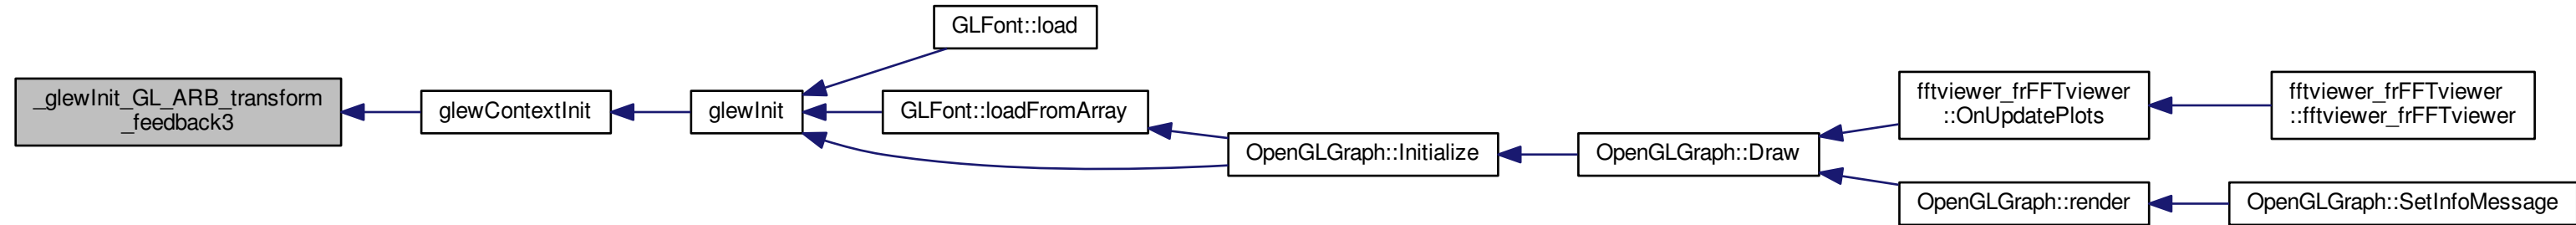 GLFont::load
_glewInit_GL_ARB_transform
_feedback3
glewContextInit
glewInit
GLFont::loadFromArray
OpenGLGraph::Initialize
OpenGLGraph::Draw
fftviewer_frFFTviewer
::OnUpdatePlots
fftviewer_frFFTviewer
::fftviewer_frFFTviewer
OpenGLGraph::render
OpenGLGraph::SetInfoMessage